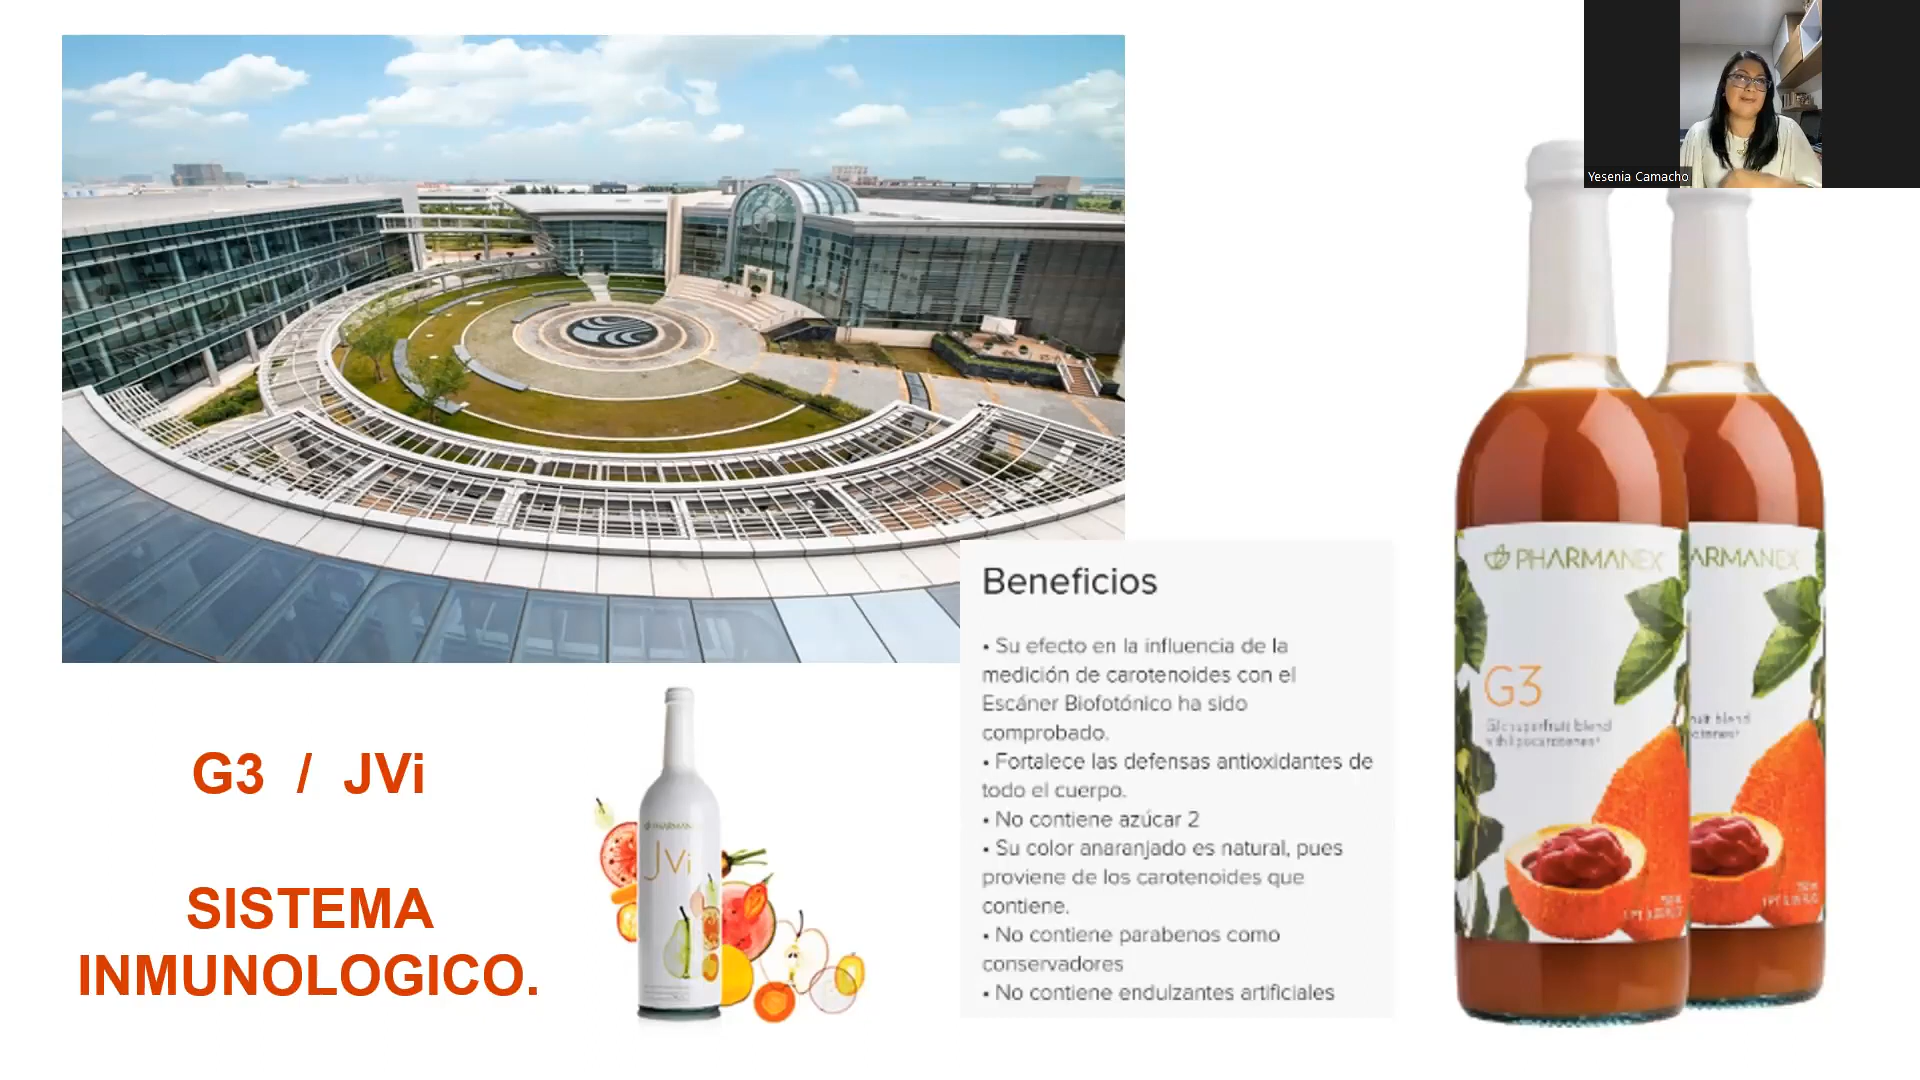 Yesenia Camacho
Beneficios
• Su efecto en la influencia de la
medición de carotenoides con el
Escáner Biofotónico ha sido
comprobado.
• Fortalece las defensas antioxidantes de
todo el cuerpo.
• No contiene azúcar 2
• Su color anaranjado es natural, pues
proviene de los carotenoides que
contiene.
• No contiene parabenos como
conservadores
• No contiene endulzantes artificiales
G3 / JVi
SISTEMA
INMUNOLOGICO.
PHARMAN
JVi
PHARMANEX
G3
ARMANEX